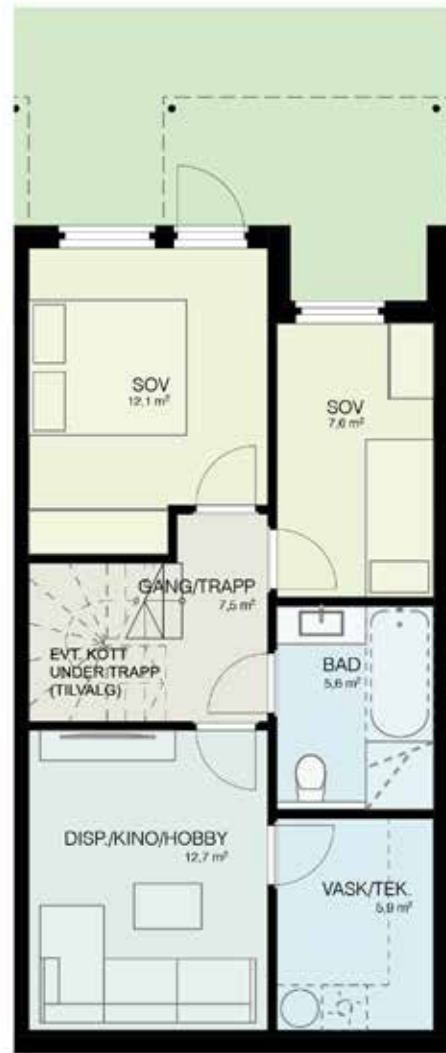 SOV
12,1 m²
SOV
7,6 m²
GANG/TRAPP
7,5 m²
EVT. KOTT
UNDER TRAPP
(TILVALG)
BAD
5,6 m²
DISP./KINO/HOBBY
12,7 m²
VASK/TEK.
5,9 m²